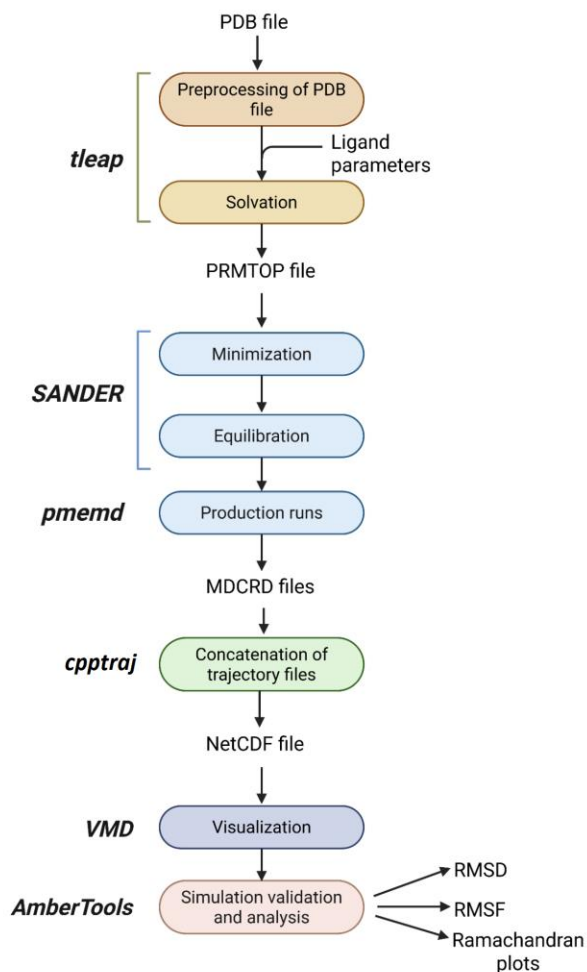 PDB file
Preprocessing of PDB
file
tleap
Ligand
parameters
Solvation
PRMTOP file
Minimization
SANDER
Equilibration
pmemd
Production runs
MDCRD files
cpptraj
Concatenation of
trajectory files
NetCDF file
VMD
Visualization
AmberTools
Simulation validation
and analysis
RMSD
RMSF
Ramachandran
plots